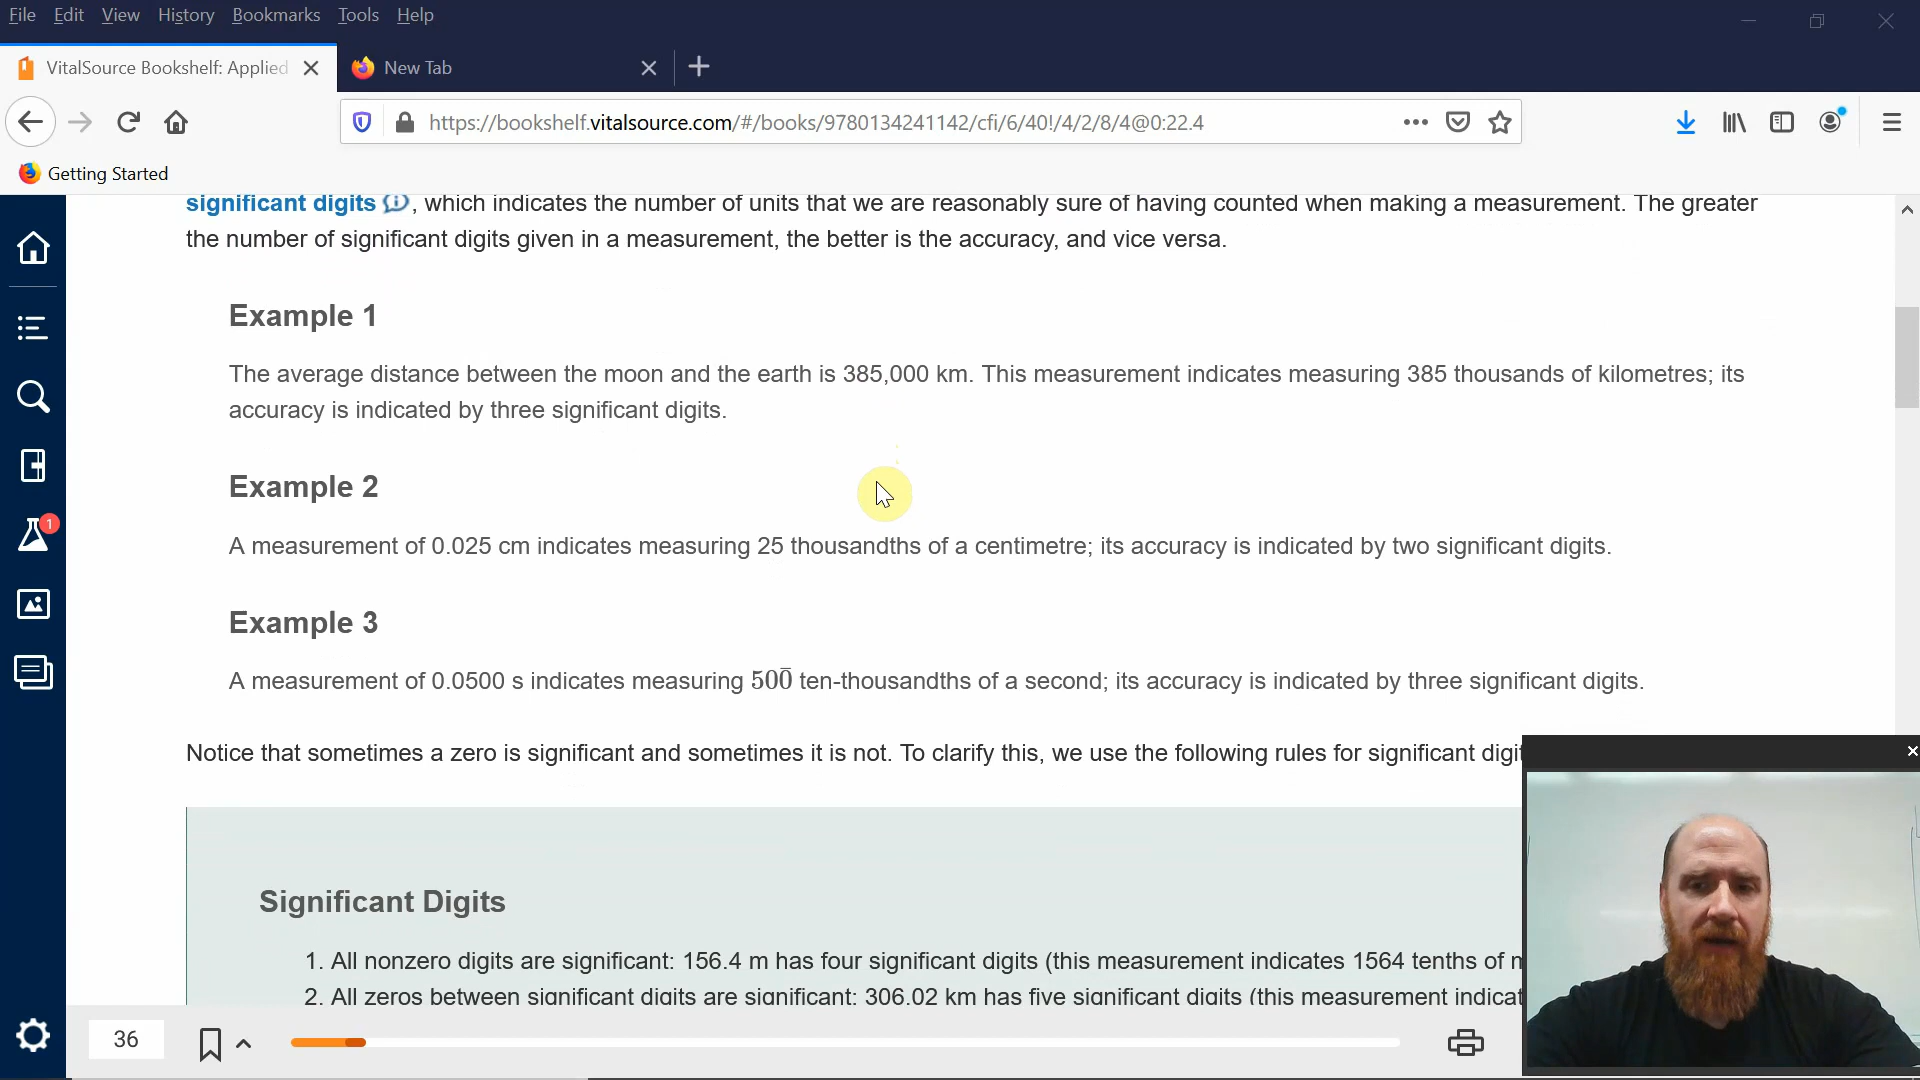 File Edit View History Bookmarks Tools Help
VitalSource Bookshelf: Applied
New Tab
https://bookshelf.vitalsource.com/#/books/9780134241142/cfi/6/40!/4/2/8/4@0:22.4
Getting Started
significant digits, which indicates the number of units that we are reasonably sure of having counted when making a measurement. The greater
the number of significant digits given in a measurement, the better is the accuracy, and vice versa.
Example 1
The average distance between the moon and the earth is 385,000 km. This measurement indicates measuring 385 thousands of kilometres; its
accuracy is indicated by three significant digits.
1
Example 2
A measurement of 0.025 cm indicates measuring 25 thousandths of a centimetre; its accuracy is indicated by two significant digits.
Example 3
A measurement of 0.0500 s indicates measuring 500̅ ten-thousandths of a second; its accuracy is indicated by three significant digits.
Notice that sometimes a zero is significant and sometimes it is not. To clarify this, we use the following rules for significant digit
Significant Digits
1. All nonzero digits are significant: 156.4 m has four significant digits (this measurement indicates 1564 tenths of m
2. All zeros between significant digits are significant: 306.02 km has five significant digits (this measurement indicat
36